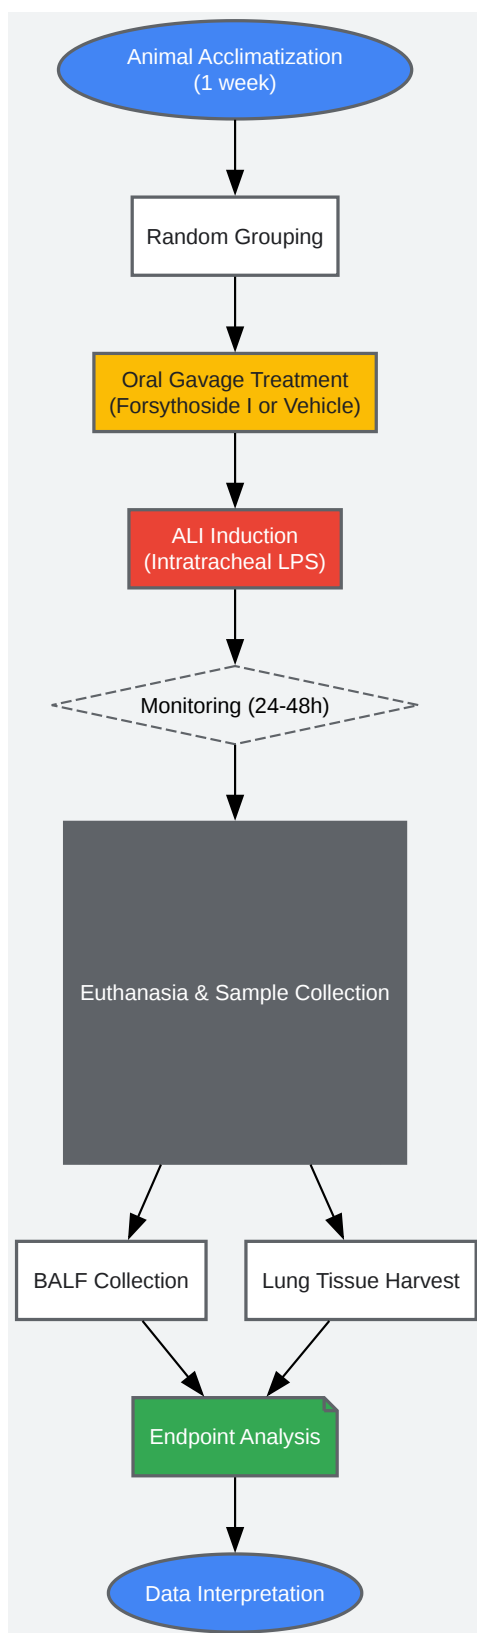 Animal Acclimatization
(1 week)
Random Grouping
Oral Gavage Treatment
(Forsythoside I or Vehicle)
ALI Induction
(Intratracheal LPS)
Monitoring (24-48h)
Euthanasia & Sample Collection
BALF Collection
Lung Tissue Harvest
Endpoint Analysis
Data Interpretation